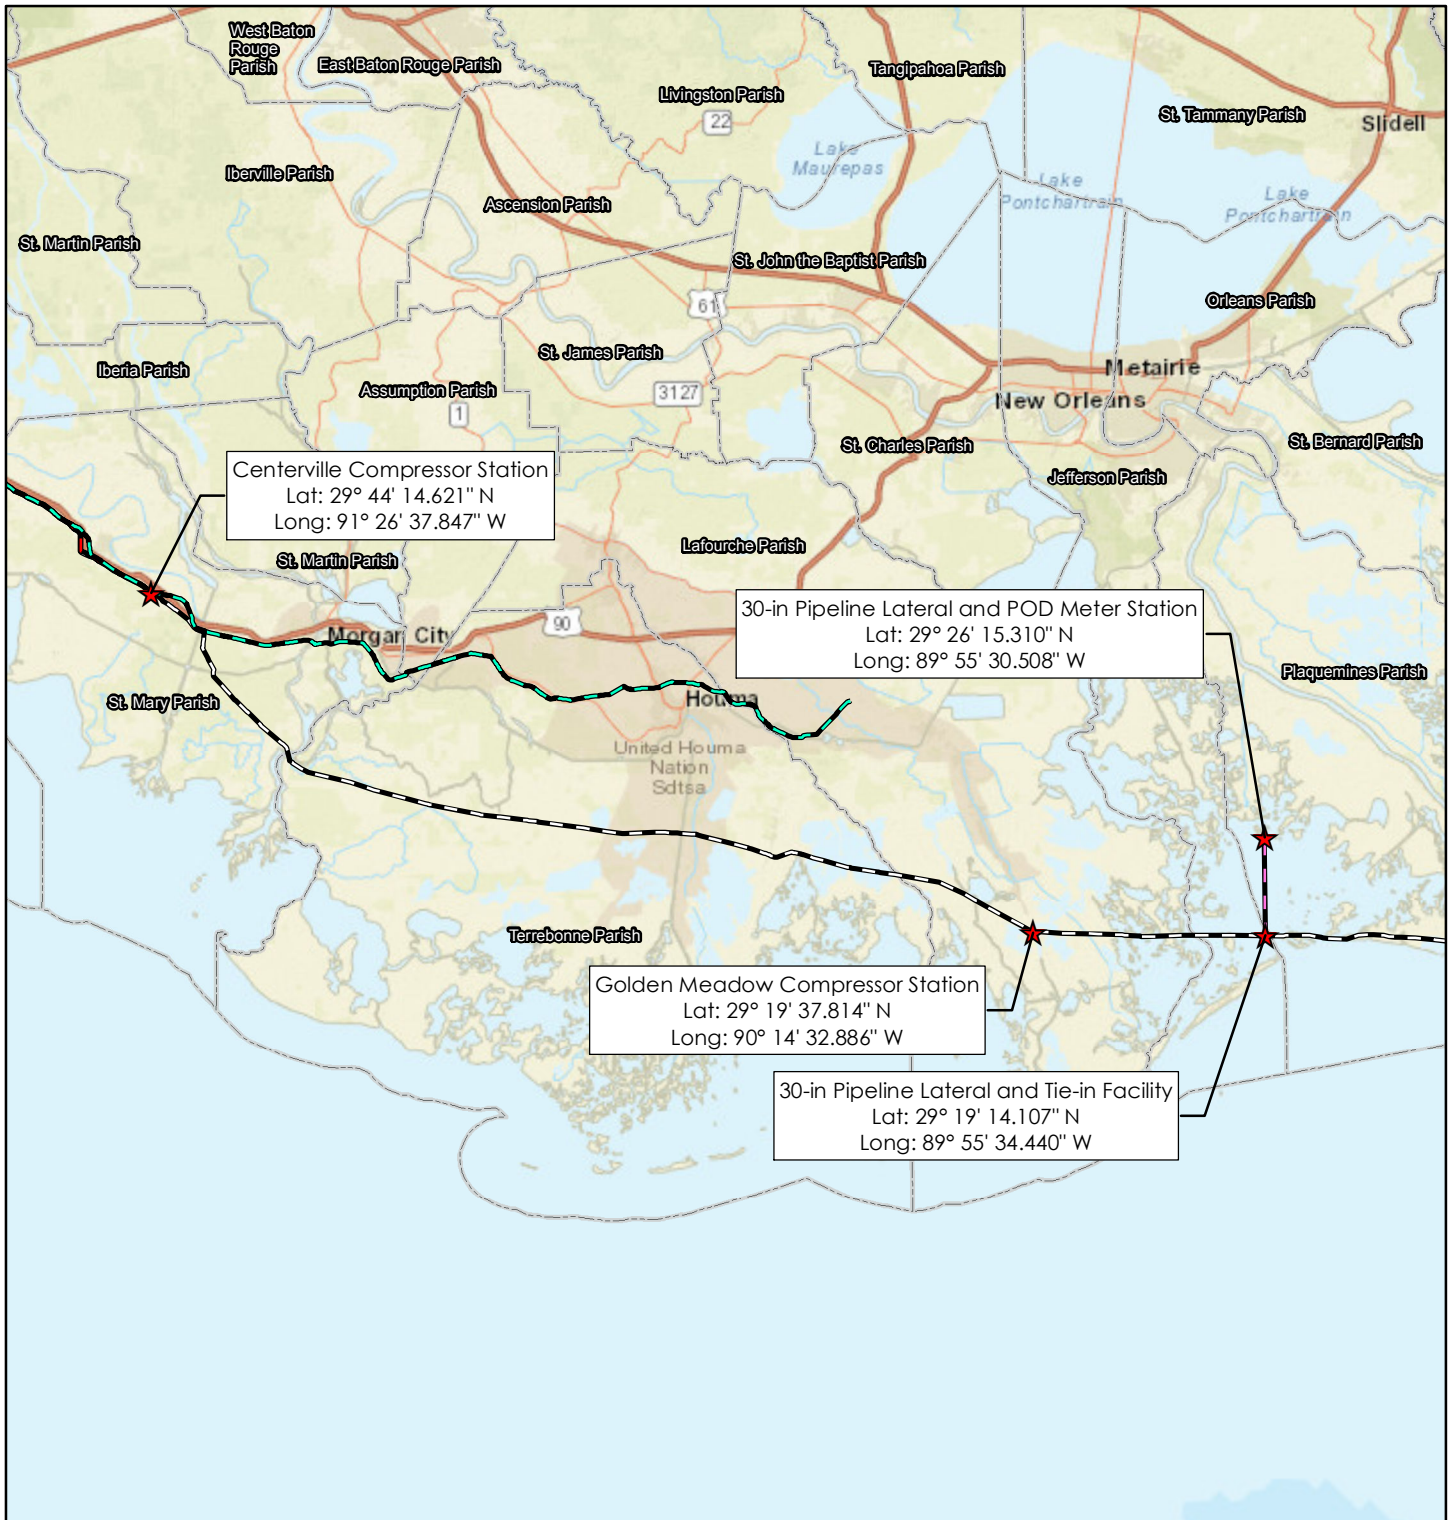 West Baton
Rouge
Parish
East Baton Rouge Parish
Tangipahoa Parish
Livingston Parish
22
St. Tammany Parish
Slidell
Lake
Maurepas
Iberville Parish
Lake
Pontchartrain
Lake
Pontchartrain
Ascension Parish
St. Martin Parish
St. John the Baptist Parish
Orleans Parish
61
St. James Parish
Iberia Parish
Metairie
Assumption Parish
3127
New Orleans
1
St. Charles Parish
St. Bernard Parish
Jefferson Parish
Centerville Compressor Station
Lat: 29° 44' 14.621" N
Long: 91° 26' 37.847" W
Lafourche Parish
St. Martin Parish
30-in Pipeline Lateral and POD Meter Station
Lat: 29° 26' 15.310" N
Long: 89° 55' 30.508" W
90
Morgan City
Plaquemines Parish
St. Mary Parish
Houma
United Houma
Nation
Sdtsa
Terrebonne Parish
Golden Meadow Compressor Station
Lat: 29° 19' 37.814" N
Long: 90° 14' 32.886" W
30-in Pipeline Lateral and Tie-in Facility
Lat: 29° 19' 14.107" N
Long: 89° 55' 34.440" W